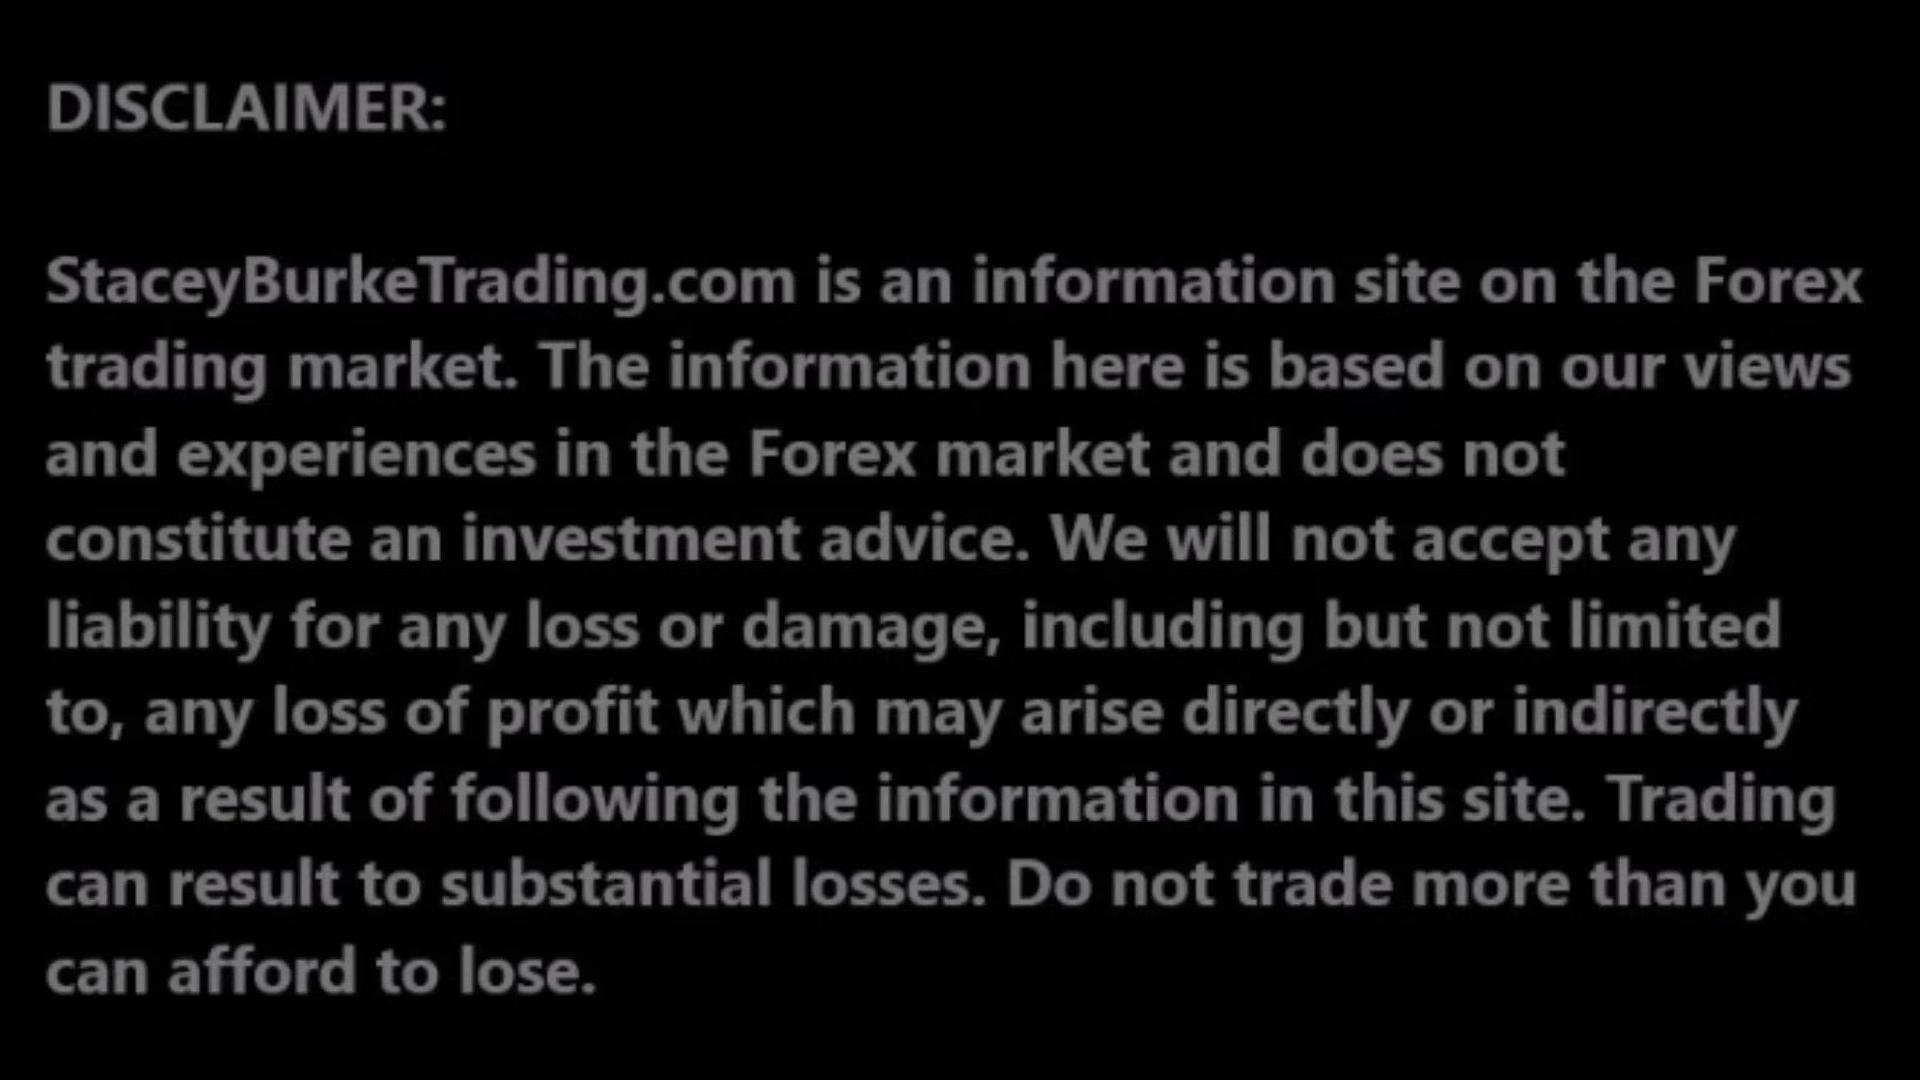 DISCLAIMER:
StaceyBurkeTrading.com is an information site on the Forex
trading market. The information here is based on our views
and experiences in the Forex market and does not
constitute an investment advice. We will not accept any
liability for any loss or damage, including but not limited
to, any loss of profit which may arise directly or indirectly
as a result of following the information in this site. Trading
can result to substantial losses. Do not trade more than you
can afford to lose.